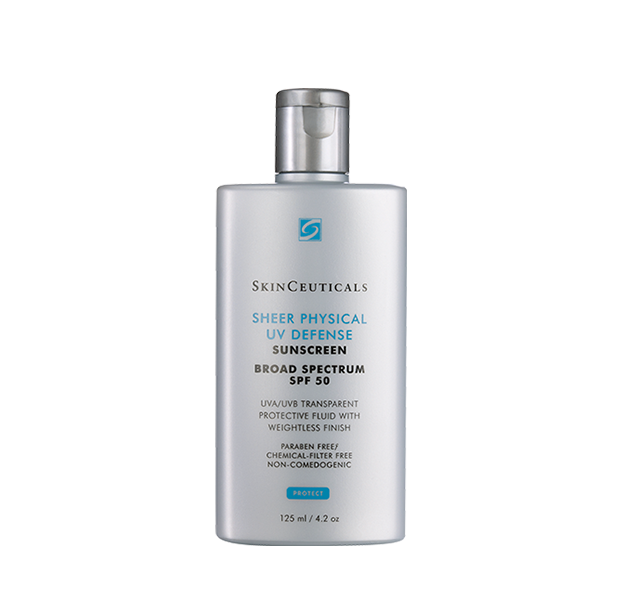 SKINCEUTICALS
SHEER PHYSICAL
UV DEFENSE
SUNSCREEN
BROAD SPECTRUM
SPF 50
UVA/UVB TRANSPARENT
PROTECTIVE FLUID WITH
WEIGHTLESS FINISH
PARABEN FREE/
CHEMICAL-FILTER FREE
NON-COMEDOGENIC
PROTECT
125 ml / 4.2 oz